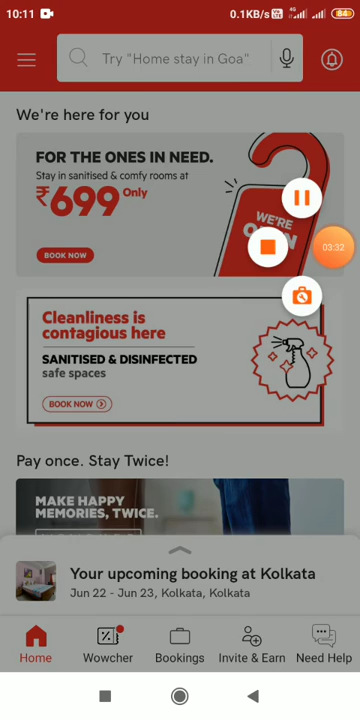 10:11 0.1KB/s 4G 84
Try "Home stay in Goa"
We're here for you
FOR THE ONES IN NEED.
Stay in sanitised & comfy rooms at
₹699 Only
BOOK NOW
WE'RE
03:32
Cleanliness is
contagious here
SANITISED & DISINFECTED
safe spaces
BOOK NOW
Pay once. Stay Twice!
MAKE HAPPY
MEMORIES, TWICE.
Your upcoming booking at Kolkata
Jun 22 - Jun 23, Kolkata, Kolkata
Home Wowcher Bookings Invite & Earn Need Help